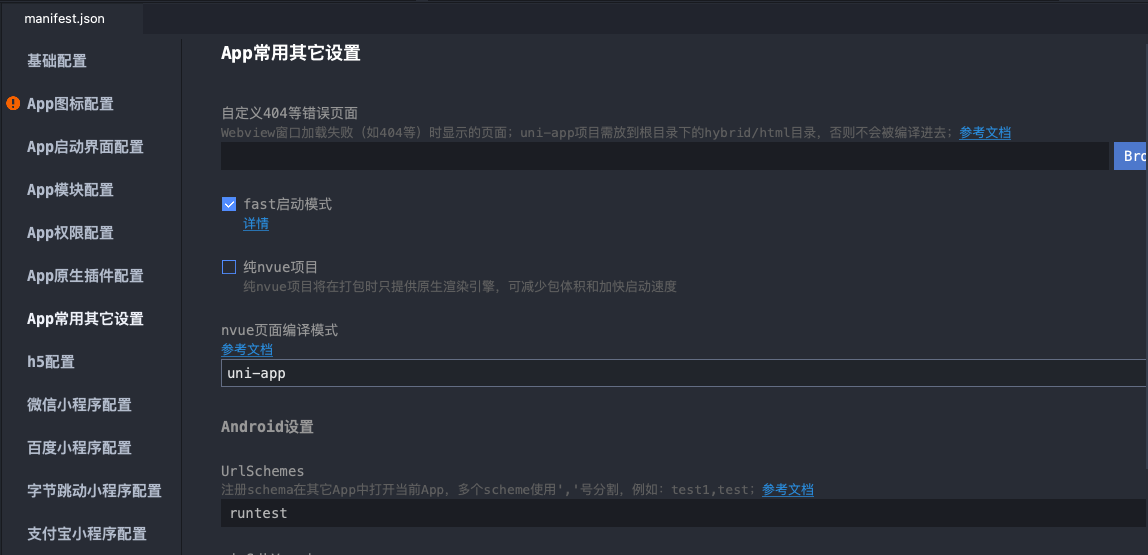 manifest.json
基础配置
App图标配置
App启动界面配置
App模块配置
App权限配置
App原生插件配置
App常用其它设置
h5配置
微信小程序配置
百度小程序配置
字节跳动小程序配置
支付宝小程序配置
App常用其它设置
自定义404等错误页面
Webview窗口加载失败（如404等）时显示的页面；uni-app项目需放到根目录下的hybrid/html目录，否则不会被编译进去；参考文档
Bro
fast启动模式
详情
纯nvue项目
纯nvue项目将在打包时只提供原生渲染引擎，可减少包体积和加快启动速度
nvue页面编译模式
参考文档
uni-app
Android设置
UrlSchemes
注册schema在其它App中打开当前App，多个scheme使用','号分割，例如：test1,test；参考文档
runtest